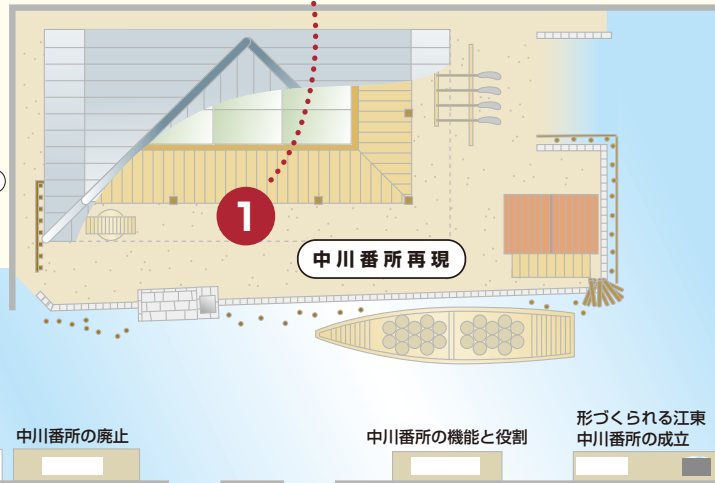 1
中川番所再現
中川番所の廃止
中川番所の機能と役割
形づくられる江東
中川番所の成立